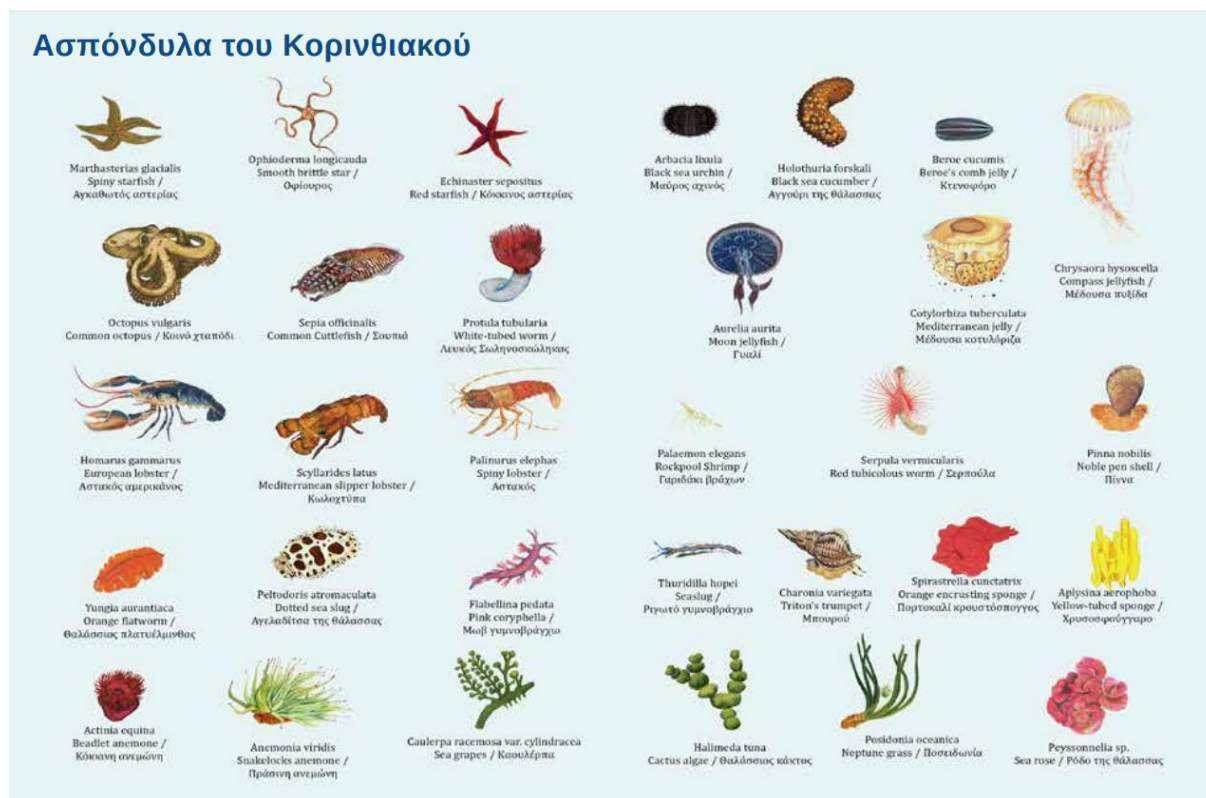 Ασπόνδυλα του Κορινθιακού
Marthasterias glacialis
Spiny starfish /
Αγκαθωτός αστερίας
Ophioderma longicauda
Smooth brittle star /
Οφίουρος
Echinaster sepositus
Red starfish / Κόκκινος αστερίας
Arbacia lixula
Black sea urchin /
Μαύρος αχινός
Holothuria forskali
Black sea cucumber /
Αγγούρι της θάλασσας
Beroe cucumis
Beroe's comb jelly /
Κτενοφόρο
Chrysaora hysoscella
Compass jellyfish /
Μέδουσα πυξίδα
Octopus vulgaris
Common octopus / Κοινό χταπόδι
Sepia officinalis
Common Cuttlefish / Σουπιά
Protula tubularia
White-tubed worm /
Λευκός Σωληνοσκώληκας
Aurelia aurita
Moon jellyfish /
Γυαλί
Cotylorhiza tuberculata
Mediterranean jelly /
Μέδουσα κοτυλόριζα
Homarus gammarus
European lobster /
Αστακός αμερικάνος
Scyllarides latus
Mediterranean slipper lobster /
Κωλοχτύπα
Palinurus elephas
Spiny lobster /
Αστακός
Palaemon elegans
Rockpool Shrimp /
Γαριδάκι βράχων
Serpula vermicularis
Red tubicolous worm / Σερπούλα
Pinna nobilis
Noble pen shell /
Πίννα
Yungia aurantiaca
Orange flatworm /
Θαλάσσιος πλατυέλμινθας
Peltodoris atromaculata
Dotted sea slug /
Αγελαδίτσα της θάλασσας
Flabellina pedata
Pink coryphella /
Μωβ γυμνοβράγχιο
Thuridilla hopei
Seaslug /
Ριγωτό γυμνοβράγχιο
Charonia variegata
Triton's trumpet /
Μπουρού
Spirastrella cunctatrix
Orange encrusting sponge /
Πορτοκαλί κρουστόσπογγος
Aplysina aerophoba
Yellow-tubed sponge /
Χρυσοσφούγγαρο
Actinia equina
Beadlet anemone /
Κόκκινη ανεμώνη
Anemonia viridis
Snakelocks anemone /
Πράσινη ανεμώνη
Caulerpa racemosa var. cylindracea
Sea grapes / Καουλέρπα
Halimeda tuna
Cactus algae / Θαλάσσιος κάκτος
Posidonia oceanica
Neptune grass / Ποσειδωνία
Peyssonnelia sp.
Sea rose / Ρόδο της θάλασσας